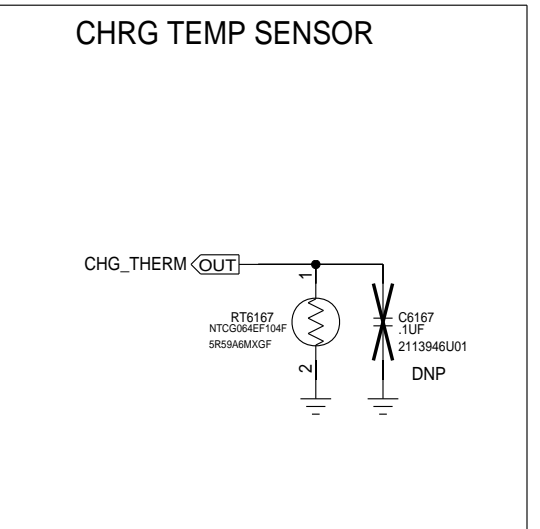 CHRG TEMP SENSOR
CHG_THERM OUT
1
RT6167
NTCG064EF104F
5R59A6MXGF
2
C6167
.1UF
2113946U01
DNP